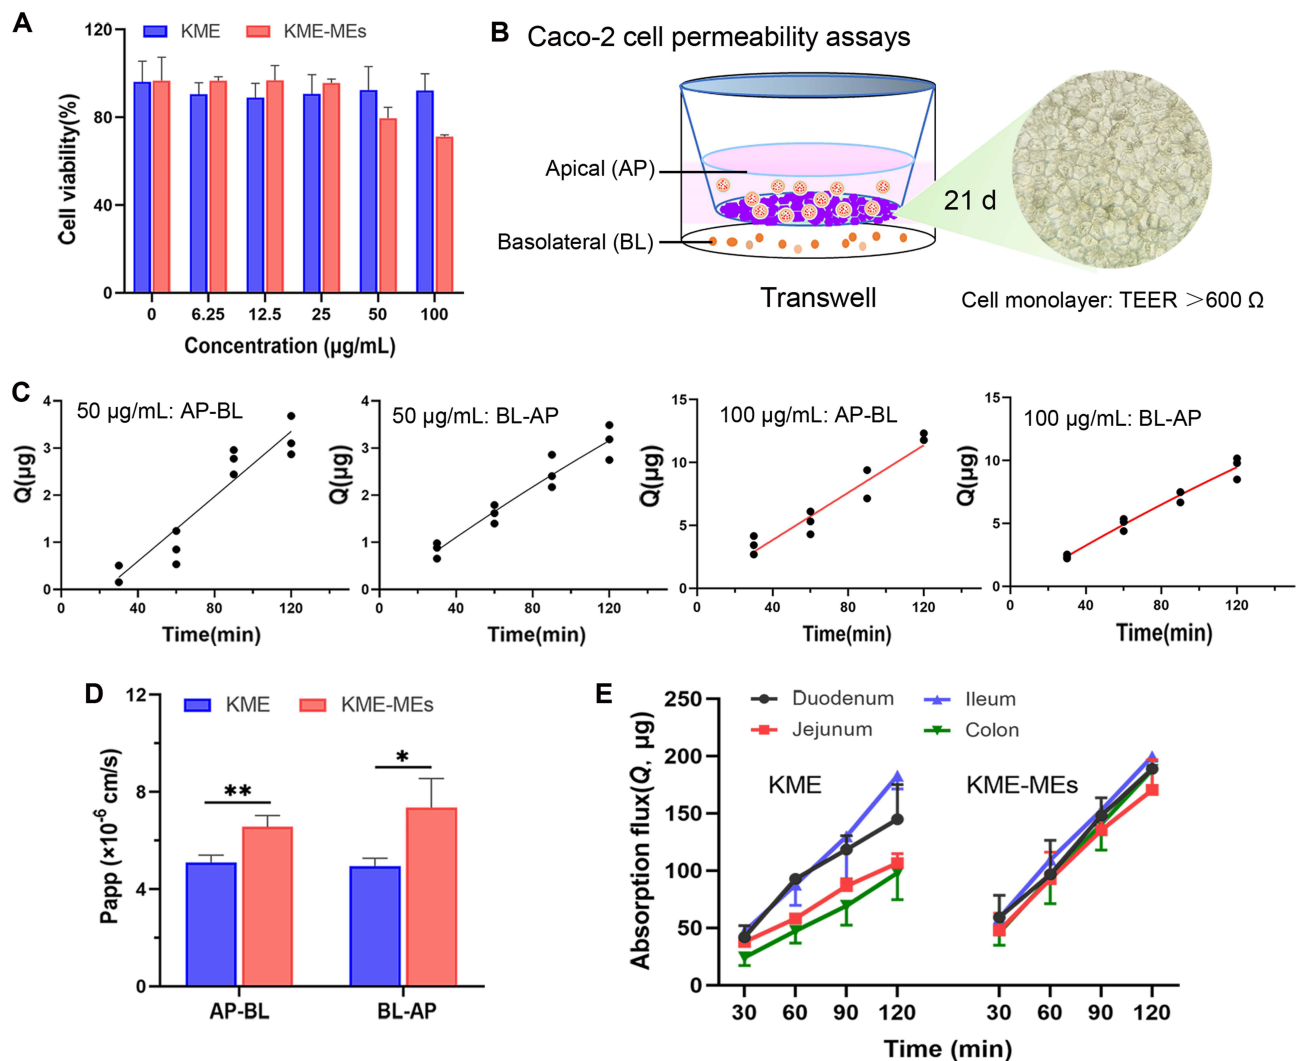 A
KME
KME-MEs
120
80
40
0
Cell viability(%)
0 6.25 12.5 25 50 100
Concentration (µg/mL)
B
Caco-2 cell permeability assays
Apical (AP)
Basolateral (BL)
21 d
Transwell
Cell monolayer: TEER >600 Ω
C
50 µg/mL: AP-BL
4
3
2
1
0
Q(µg)
0 40 80 120
Time(min)
50 µg/mL: BL-AP
4
3
2
1
0
Q(µg)
0 40 80 120
Time(min)
100 µg/mL: AP-BL
15
10
5
0
Q(µg)
0 40 80 120
Time(min)
100 µg/mL: BL-AP
15
10
5
0
Q(µg)
0 40 80 120
Time(min)
D
KME
KME-MEs
12
8
4
0
Papp (×10⁻⁶ cm/s)
**
*
AP-BL BL-AP
E
Duodenum
Jejunum
Ileum
Colon
KME
KME-MEs
250
200
150
100
50
0
Absorption flux(Q, µg)
30 60 90 120 30 60 90 120
Time (min)